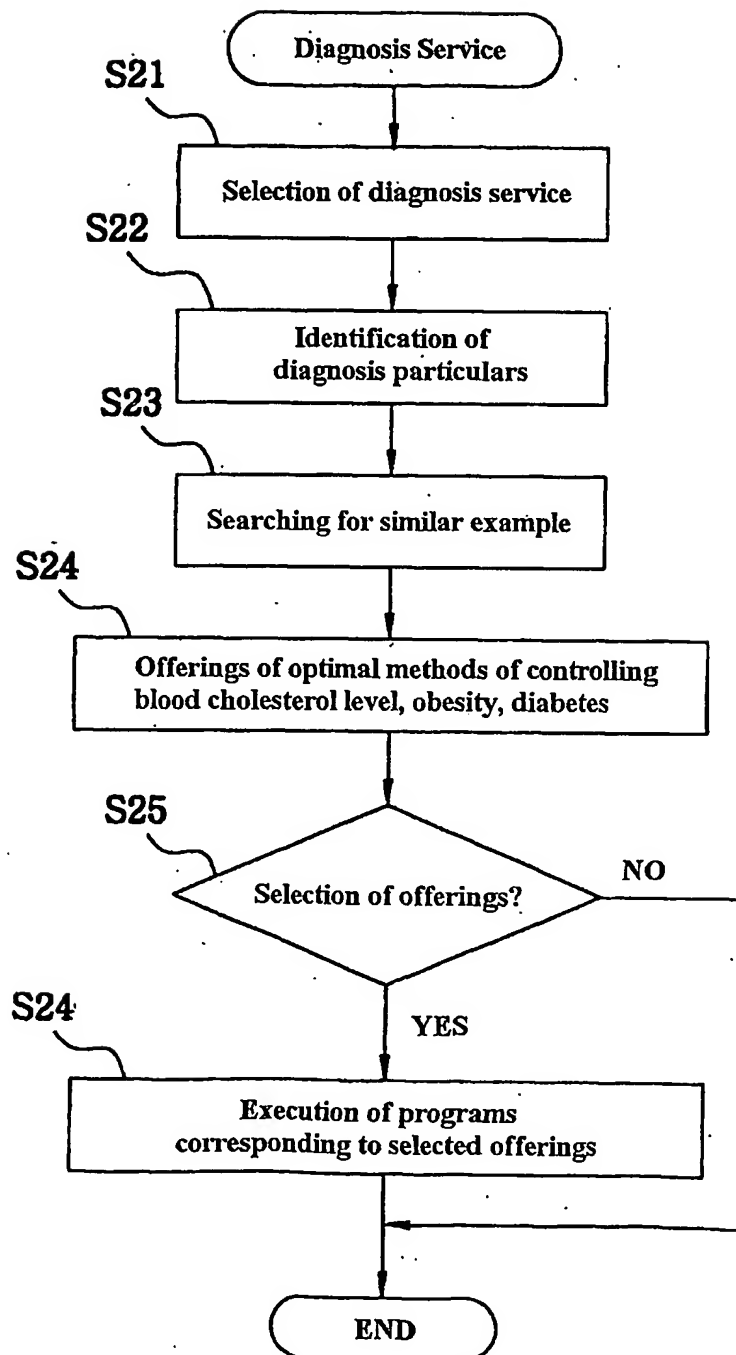 Diagnosis Service
S21
Selection of diagnosis service
S22
Identification of
diagnosis particulars
S23
Searching for similar example
S24
Offerings of optimal methods of controlling
blood cholesterol level, obesity, diabetes
S25
Selection of offerings?
NO
YES
S24
Execution of programs
corresponding to selected offerings
END